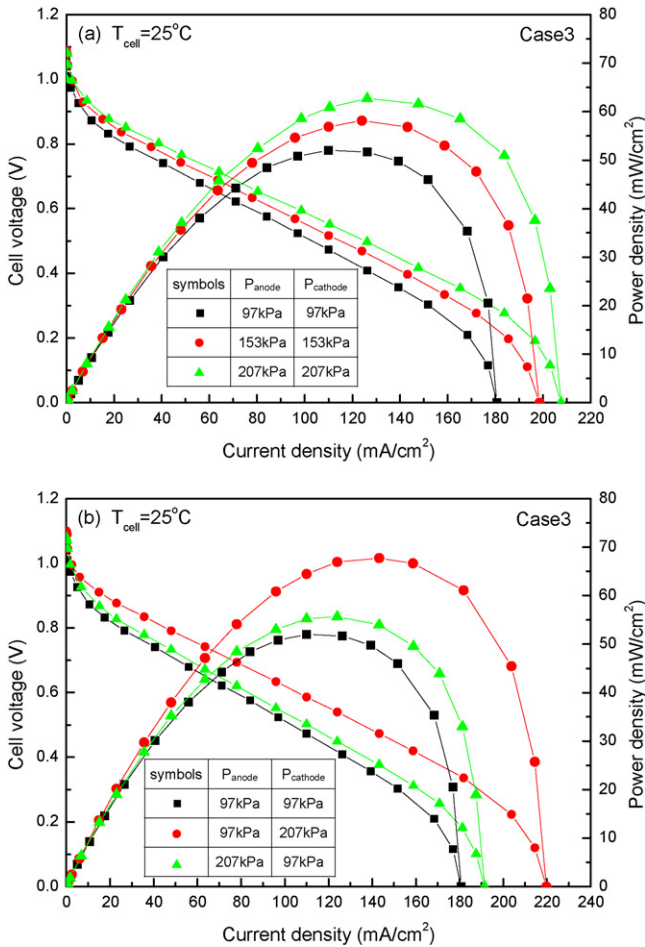 (a) T_cell=25°C Case3
1.2
1.0
0.8
0.6
0.4
0.2
0.0
Cell voltage (V)
80
70
60
50
40
30
20
10
0
Power density (mW/cm²)
symbols P_anode P_cathode
97kPa 97kPa
153kPa 153kPa
207kPa 207kPa
0 20 40 60 80 100 120 140 160 180 200 220
Current density (mA/cm²)
(b) T_cell=25°C Case3
1.2
1.0
0.8
0.6
0.4
0.2
0.0
Cell voltage (V)
80
70
60
50
40
30
20
10
0
Power density (mW/cm²)
symbols P_anode P_cathode
97kPa 97kPa
97kPa 207kPa
207kPa 97kPa
0 20 40 60 80 100 120 140 160 180 200 220 240
Current density (mA/cm²)